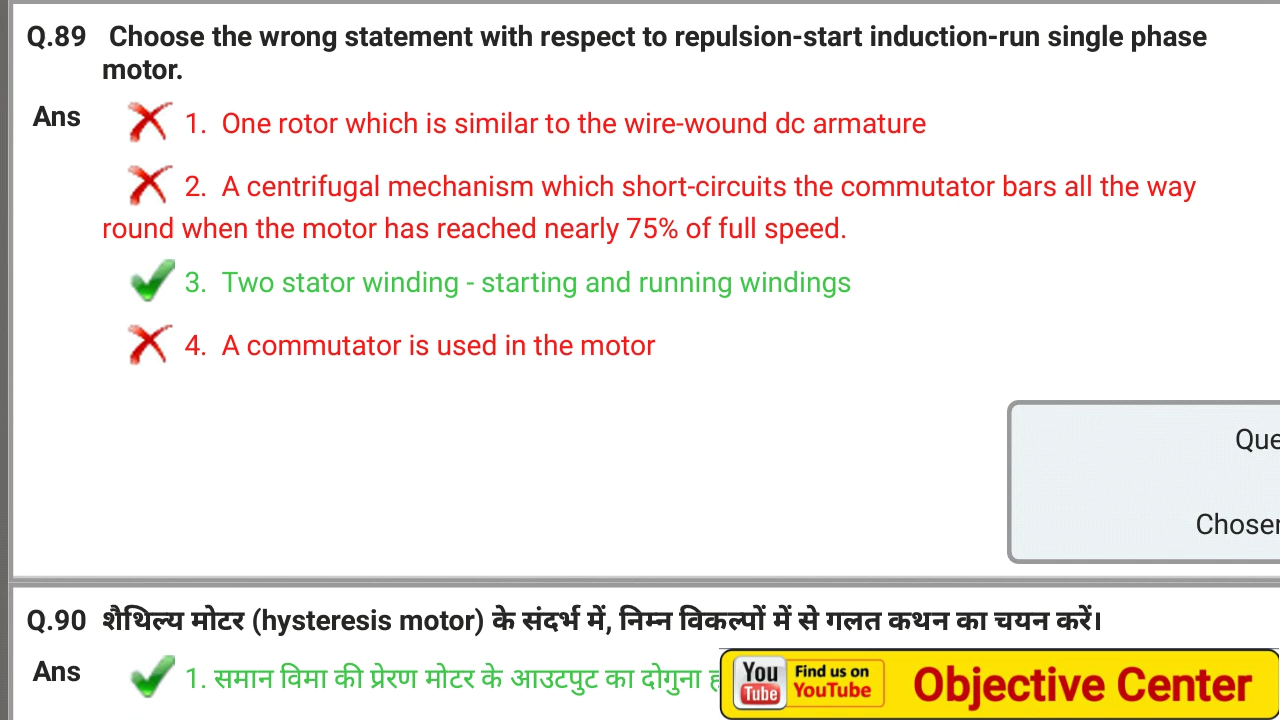 Q.89 Choose the wrong statement with respect to repulsion-start induction-run single phase
motor.
Ans
1. One rotor which is similar to the wire-wound dc armature
2. A centrifugal mechanism which short-circuits the commutator bars all the way
round when the motor has reached nearly 75% of full speed.
3. Two stator winding - starting and running windings
4. A commutator is used in the motor
Que
Chosen
Q.90 शैथिल्य मोटर (hysteresis motor) के संदर्भ में, निम्न विकल्पों में से गलत कथन का चयन करें।
Ans
1. समान विमा की प्रेरण मोटर के आउटपुट का दोगुना
You Tube
Find us on
YouTube
Objective Center